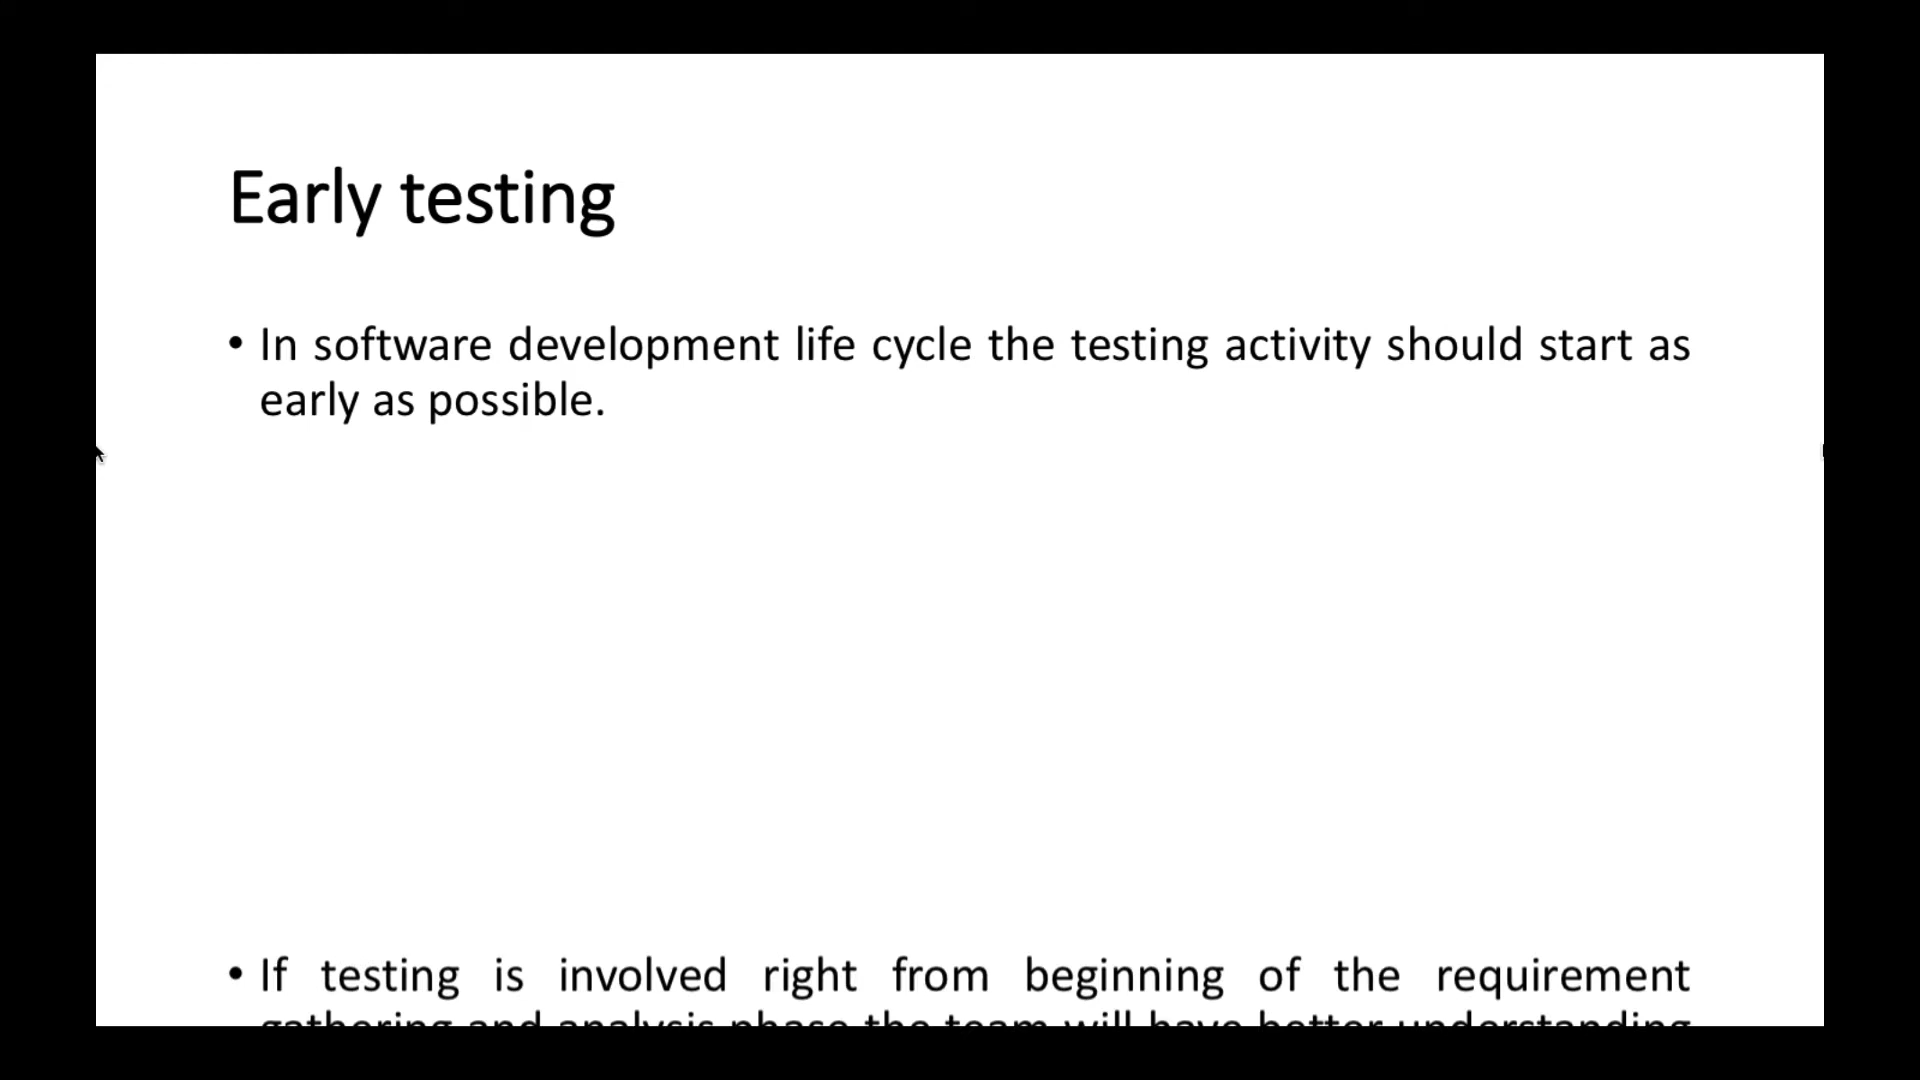 Early testing
• In software development life cycle the testing activity should start as
early as possible.
• If testing is involved right from beginning of the requirement
gathering and analysis phase the team will have better understanding